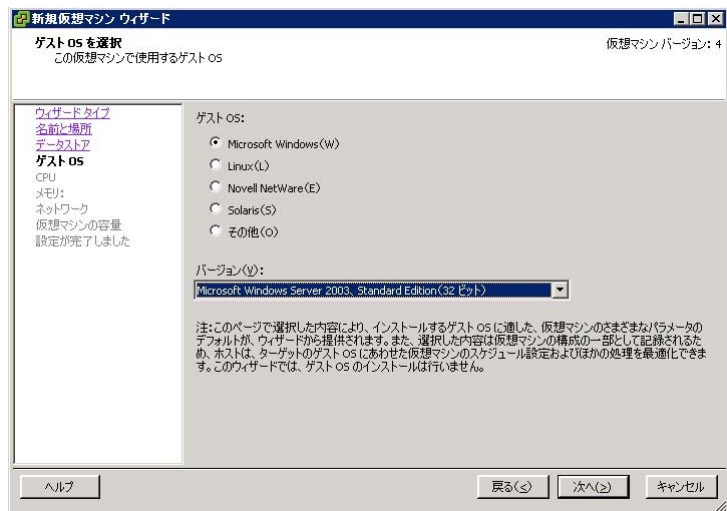 新規仮想マシン ウィザード
ゲスト OS を選択
この仮想マシンで使用するゲスト OS
仮想マシン バージョン: 4
ウィザード タイプ
名前と場所
データストア
ゲスト OS
CPU
メモリ:
ネットワーク
仮想マシンの容量
設定が完了しました
ゲスト OS:
Microsoft Windows(W)
Linux(L)
Novell NetWare(E)
Solaris(S)
その他(O)
バージョン(V):
Microsoft Windows Server 2003、Standard Edition(32 ビット)
注:このページで選択した内容により、インストールするゲスト OS に適した、仮想マシンのさまざまなパラメータの
デフォルトが、ウィザードから提供されます。また、選択した内容は仮想マシンの構成の一部として記録されるた
め、ホストは、ターゲットのゲスト OS にあわせた仮想マシンのスケジュール設定およびほかの処理を最適化できま
す。このウィザードでは、ゲスト OS のインストールは行いません。
ヘルプ
戻る(<)
次へ(>)
キャンセル